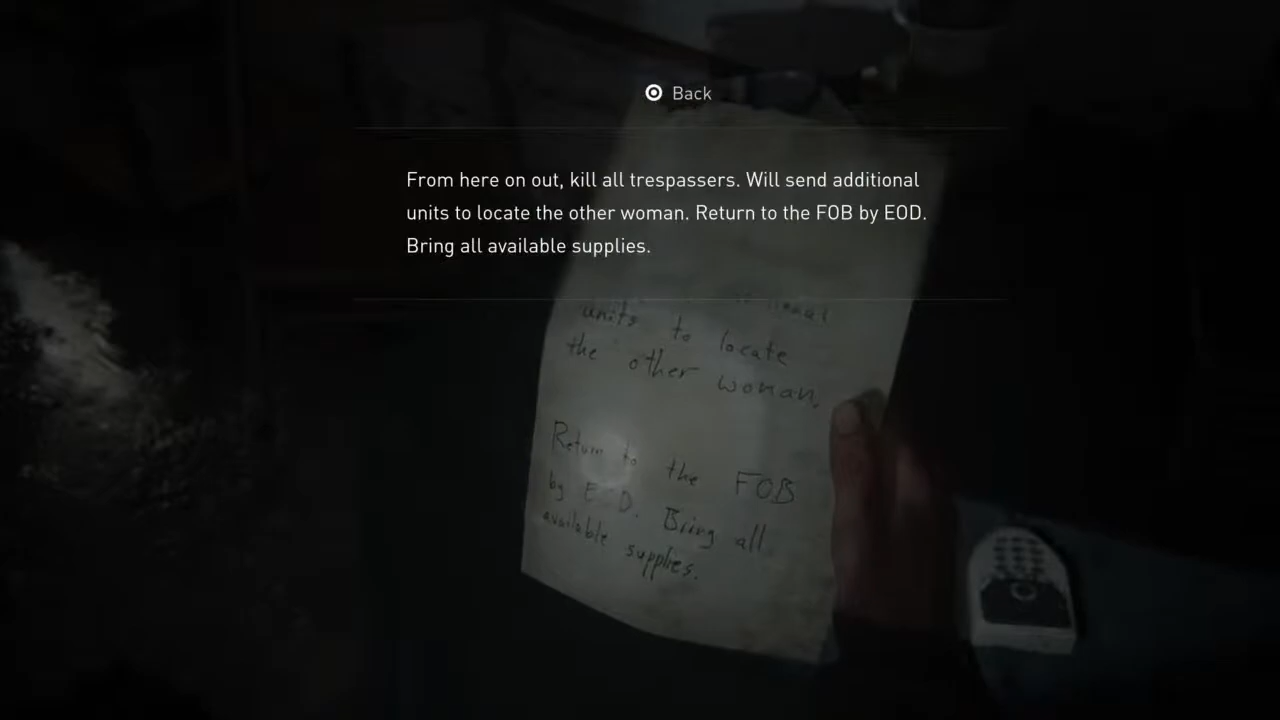 Back
From here on out, kill all trespassers. Will send additional
units to locate the other woman. Return to the FOB by EOD.
Bring all available supplies.
units to locate
the other woman.
Return to the FOB
by E D. Bring all
available supplies.